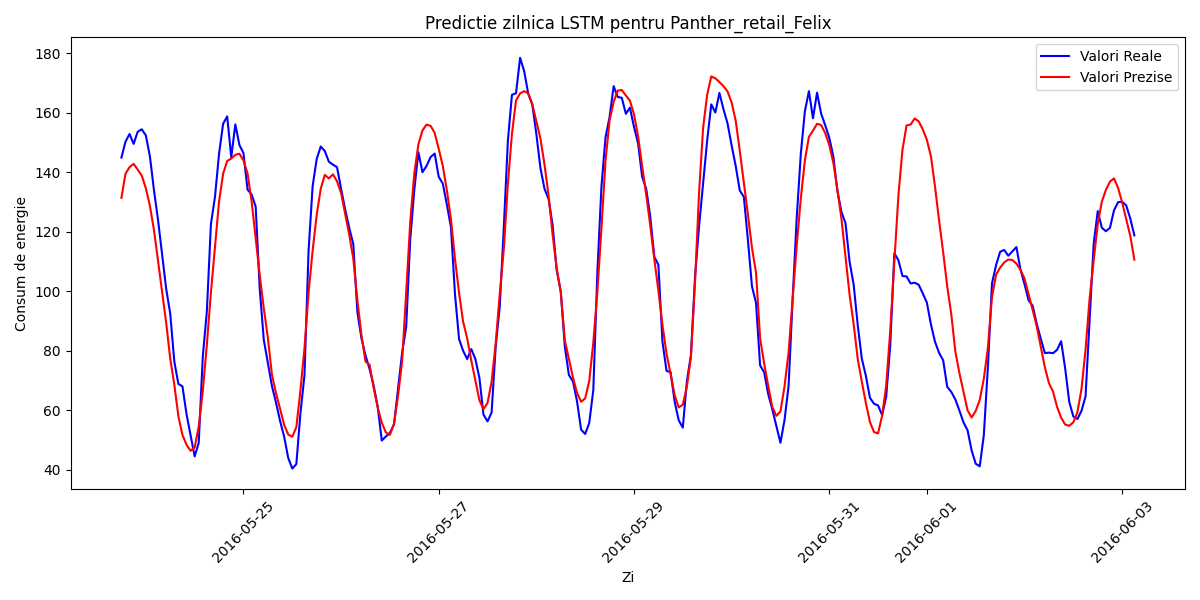 Predictie zilnica LSTM pentru Panther_retail_Felix
Valori Reale
Valori Prezise
Consum de energie
180
160
140
120
100
80
60
40
2016-05-25
2016-05-27
2016-05-29
2016-05-31
2016-06-01
2016-06-03
Zi